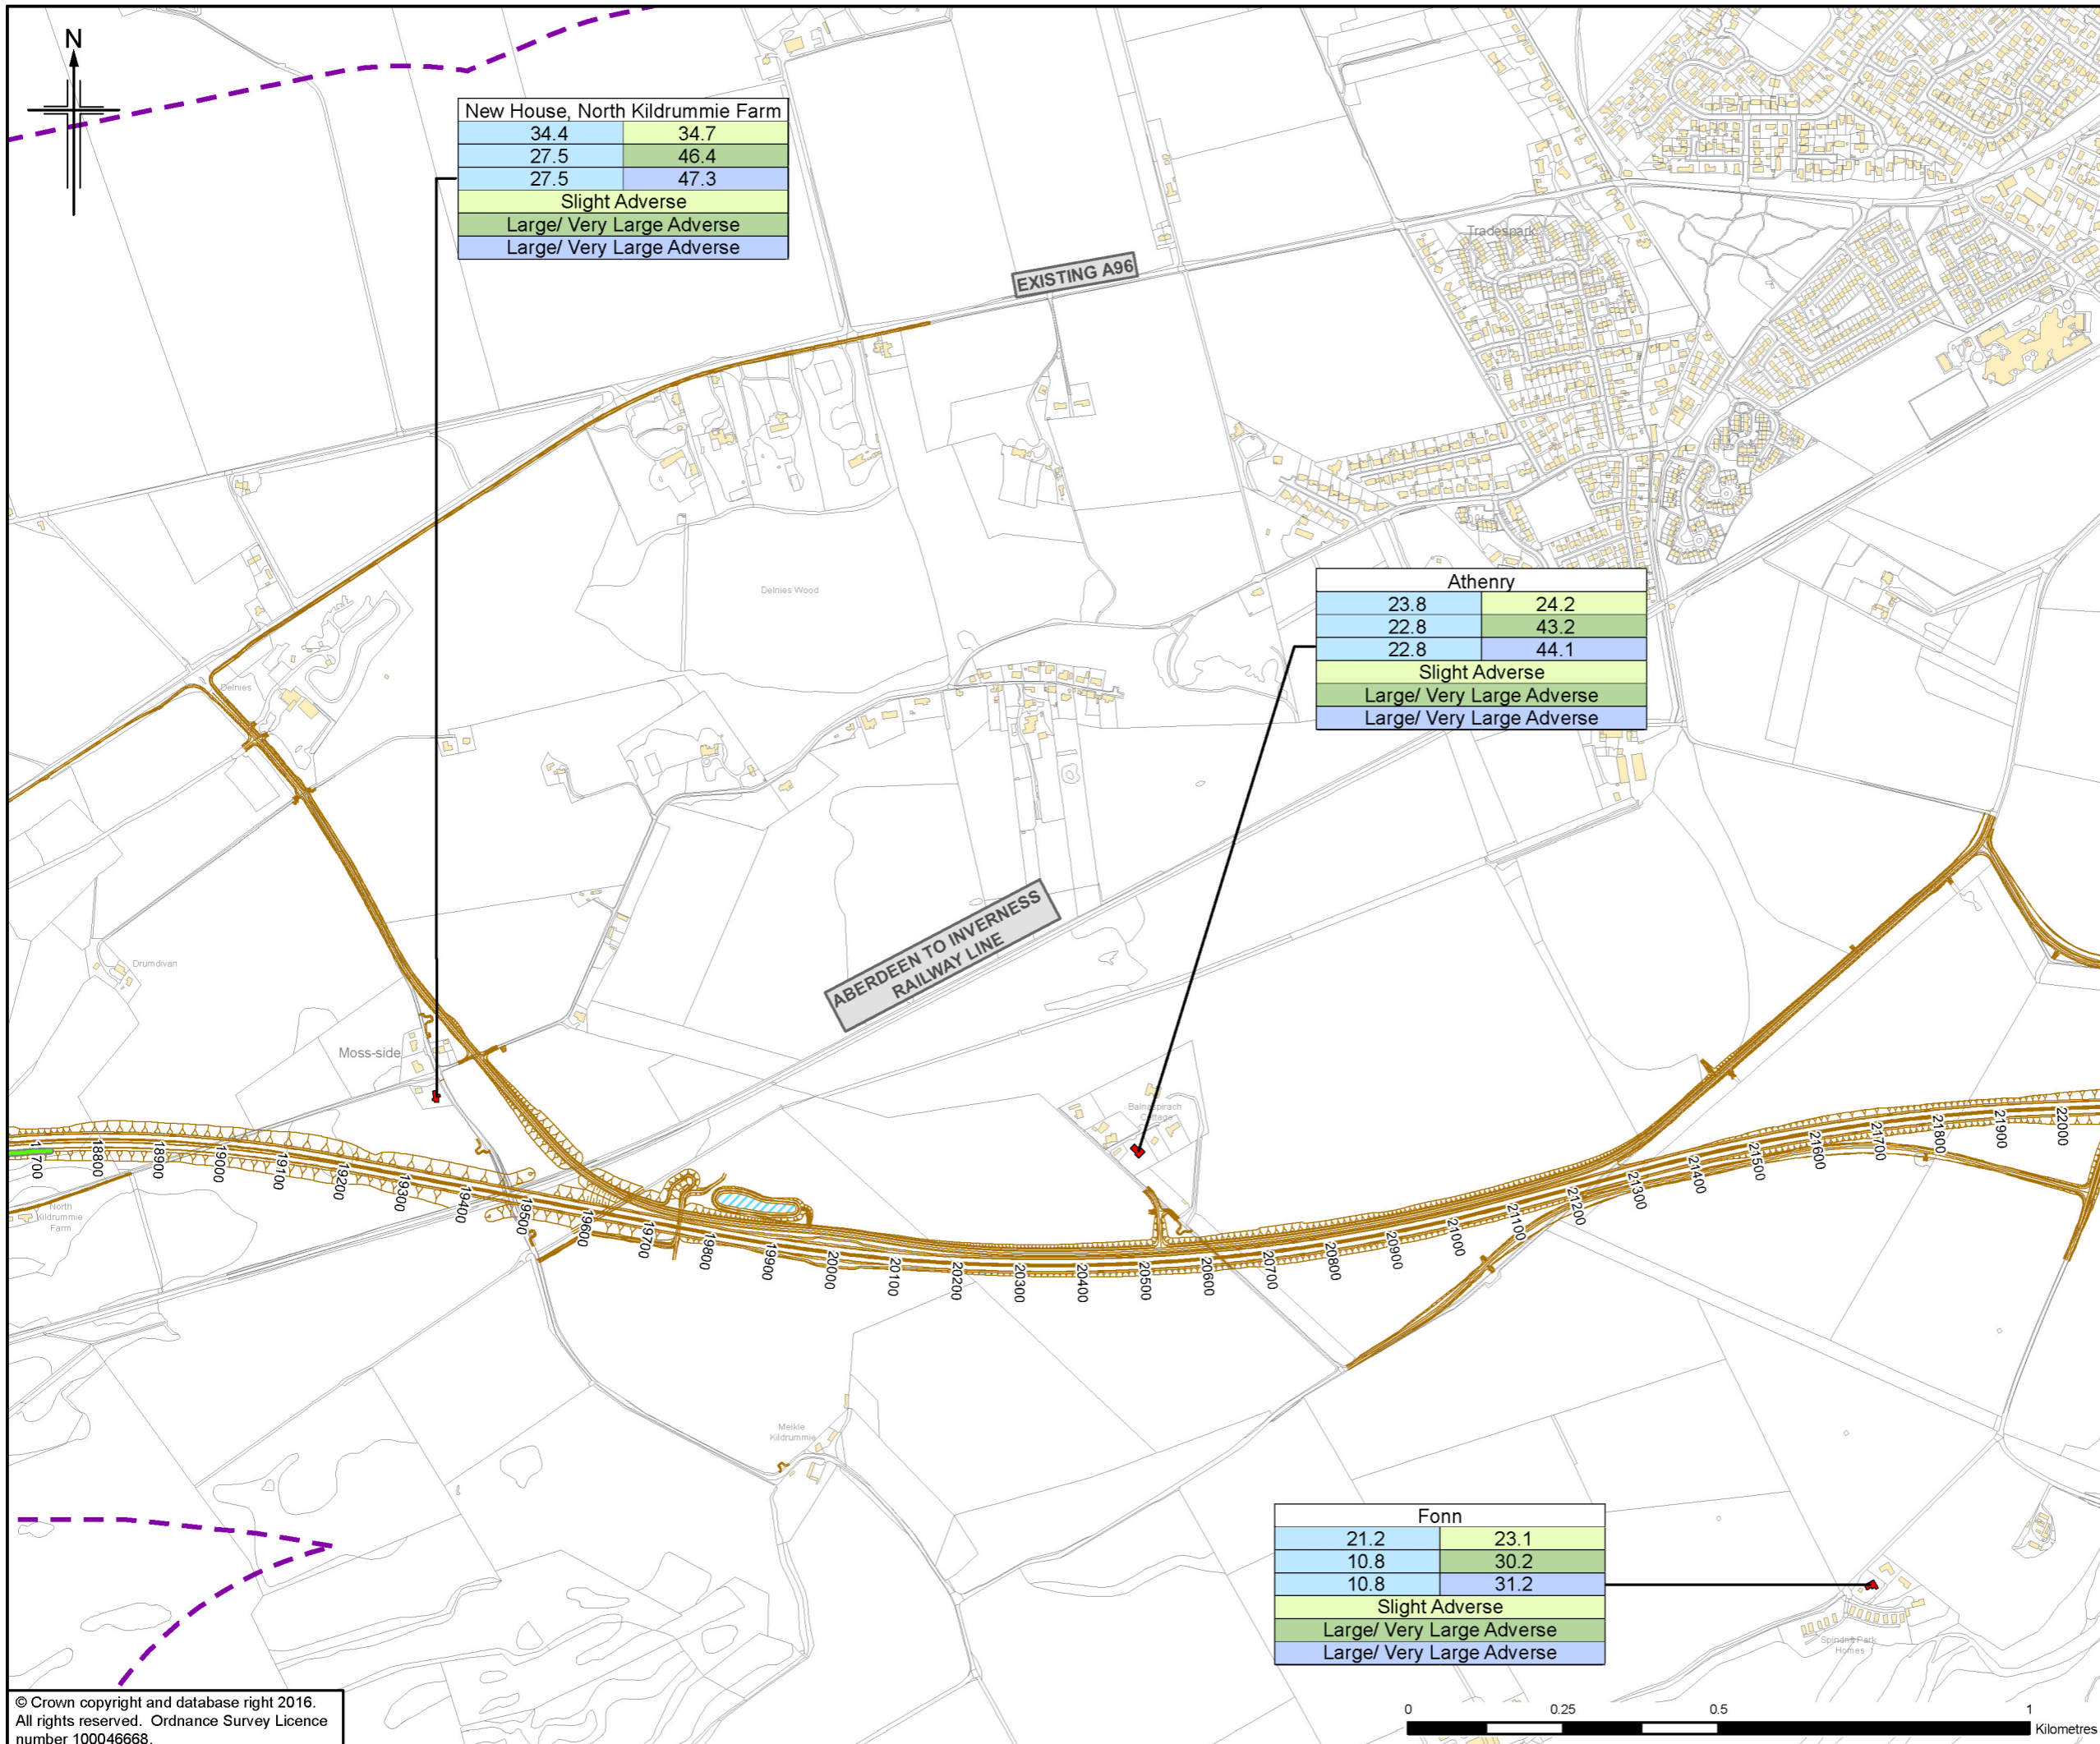 N
New House, North Kildrummie Farm
34.4 34.7
27.5 46.4
27.5 47.3
Slight Adverse
Large/ Very Large Adverse
Large/ Very Large Adverse
EXISTING A96
Tradespark
Delnies Wood
Athenry
23.8 24.2
22.8 43.2
22.8 44.1
Slight Adverse
Large/ Very Large Adverse
Large/ Very Large Adverse
Delnies
ABERDEEN TO INVERNESS
RAILWAY LINE
Drumdivan
Moss-side
Balnaspirach
Cottage
North
Kildrummie
Farm
18800
18900
19000
19100
19200
19300
19400
19500
19600
19700
19800
19900
20000
20100
20200
20300
20400
20500
20600
20700
20800
20900
21000
21100
21200
21300
21400
21500
21600
21700
21800
21900
22000
Meikle
Kildrummie
Fonn
21.2 23.1
10.8 30.2
10.8 31.2
Slight Adverse
Large/ Very Large Adverse
Large/ Very Large Adverse
Spindrift Park
Homes
© Crown copyright and database right 2016.
All rights reserved. Ordnance Survey Licence
number 100046668.
0 0.25 0.5 1
Kilometres